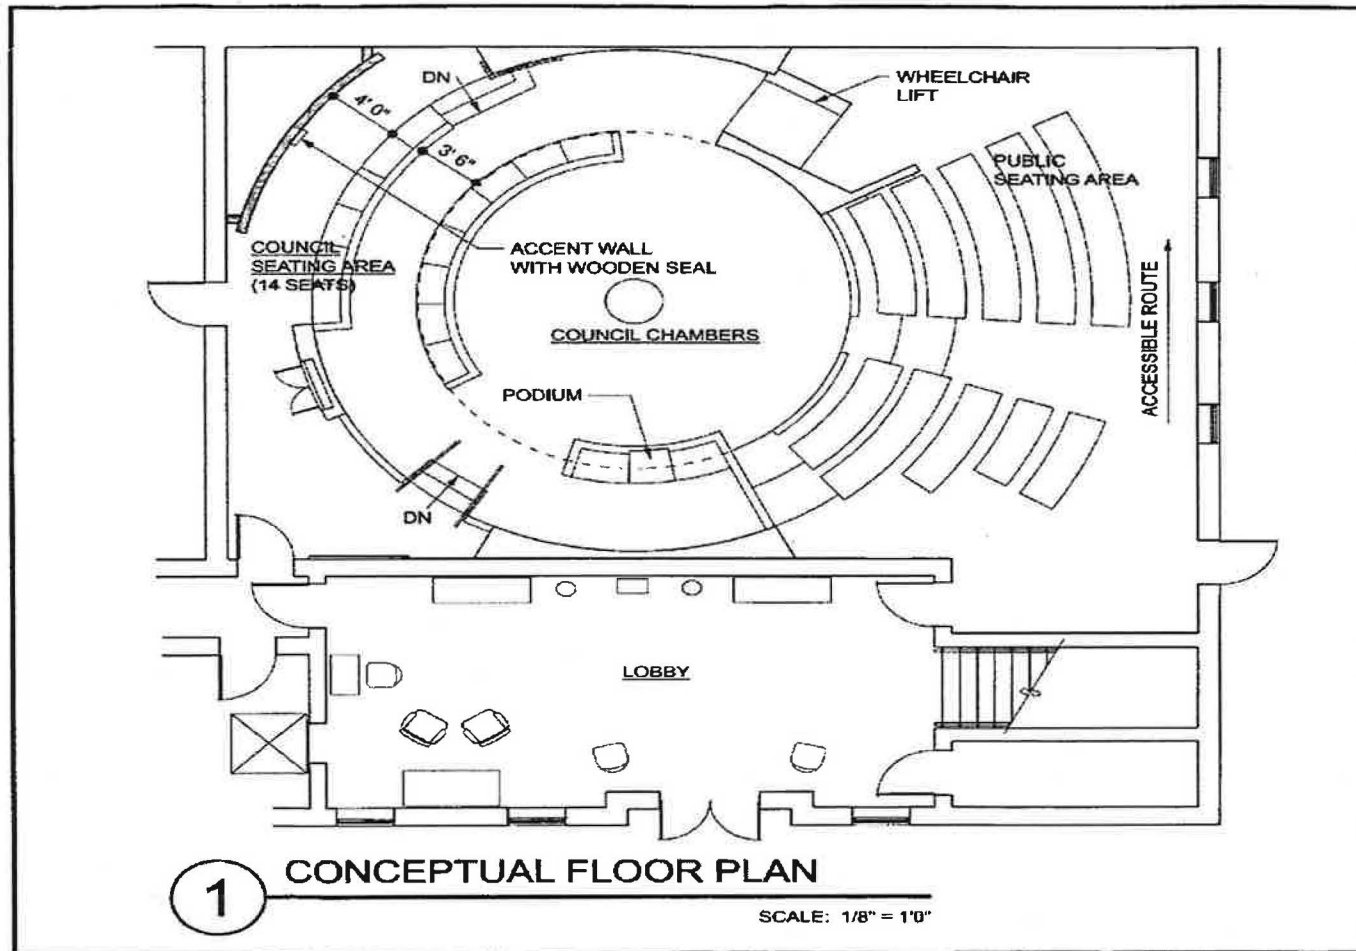 DN
WHEELCHAIR
LIFT
4' 0"
3' 6"
PUBLIC
SEATING AREA
COUNCIL
SEATING AREA
(14 SEATS)
ACCENT WALL
WITH WOODEN SEAL
COUNCIL CHAMBERS
ACCESSIBLE ROUTE
PODIUM
DN
LOBBY
1
CONCEPTUAL FLOOR PLAN
SCALE: 1/8" = 1'0"